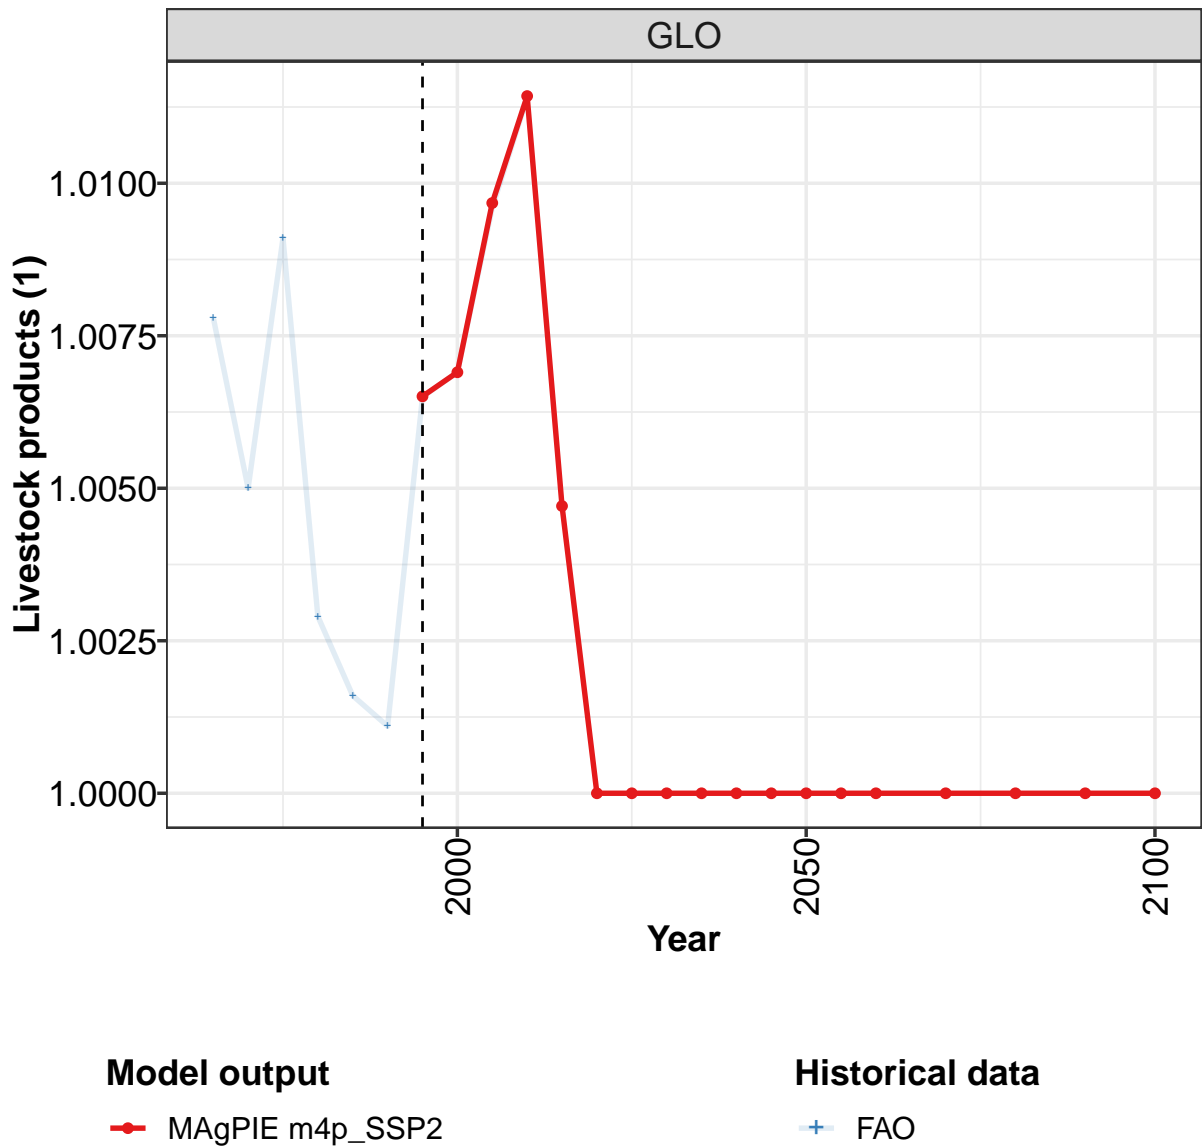 GLO
Livestock products (1)
1.0100
1.0075
1.0050
1.0025
1.0000
2000
2050
2100
Year
Model output
MAgPIE m4p_SSP2
Historical data
FAO